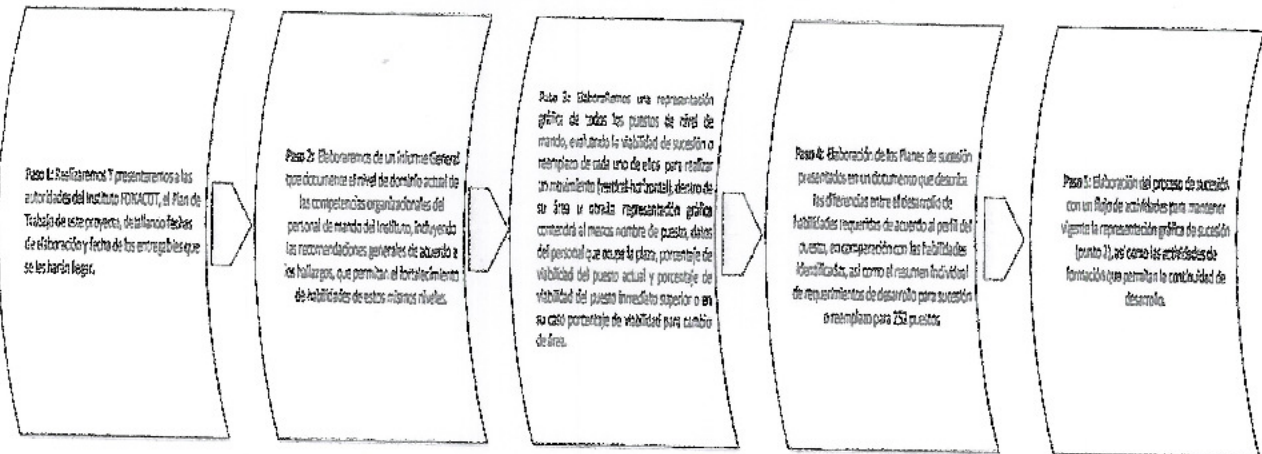 Paso 1: Realizaremos Y presentaremos a las
autoridades del Instituto FONACOT, el Plan de
Trabajo de este proyecto, detallando fechas
de elaboración y fecha de los entregables que
se les harán llegar.
Paso 2: Elaboraremos de un Informe General
que documente el nivel de dominio actual de
las competencias organizacionales del
personal de mando del Instituto, incluyendo
las recomendaciones generales de acuerdo a
los hallazgos, que permitan el fortalecimiento
de habilidades de estos mismos niveles.
Paso 3: Elaboraremos una representación
gráfica de todos los puestos de nivel de
mando, evaluando la viabilidad de sucesión o
reemplazo de cada uno de ellos para realizar
un movimiento (vertical-horizontal), dentro de
su área u otra la representación gráfica
contendrá al menos nombre de puesto, datos
del personal que ocupa la plaza, porcentaje de
viabilidad del puesto actual y porcentaje de
viabilidad del puesto inmediato superior o en
su caso porcentaje de viabilidad para cambio
de área.
Paso 4: Elaboración de los Planes de sucesión
presentados en un documento que describa
las diferencias entre el desarrollo de
habilidades requeridas de acuerdo al perfil del
puesto, en comparación con las habilidades
identificadas, así como el resumen individual
de requerimientos de desarrollo para sucesión
o reemplazo para 252 puestos
Paso 5: Elaboración del proceso de sucesión
con un flujo de actividades para mantener
vigente la representación gráfica de sucesión
(punto 2), así como las actividades de
formación que permitan la continuidad de
desarrollo.